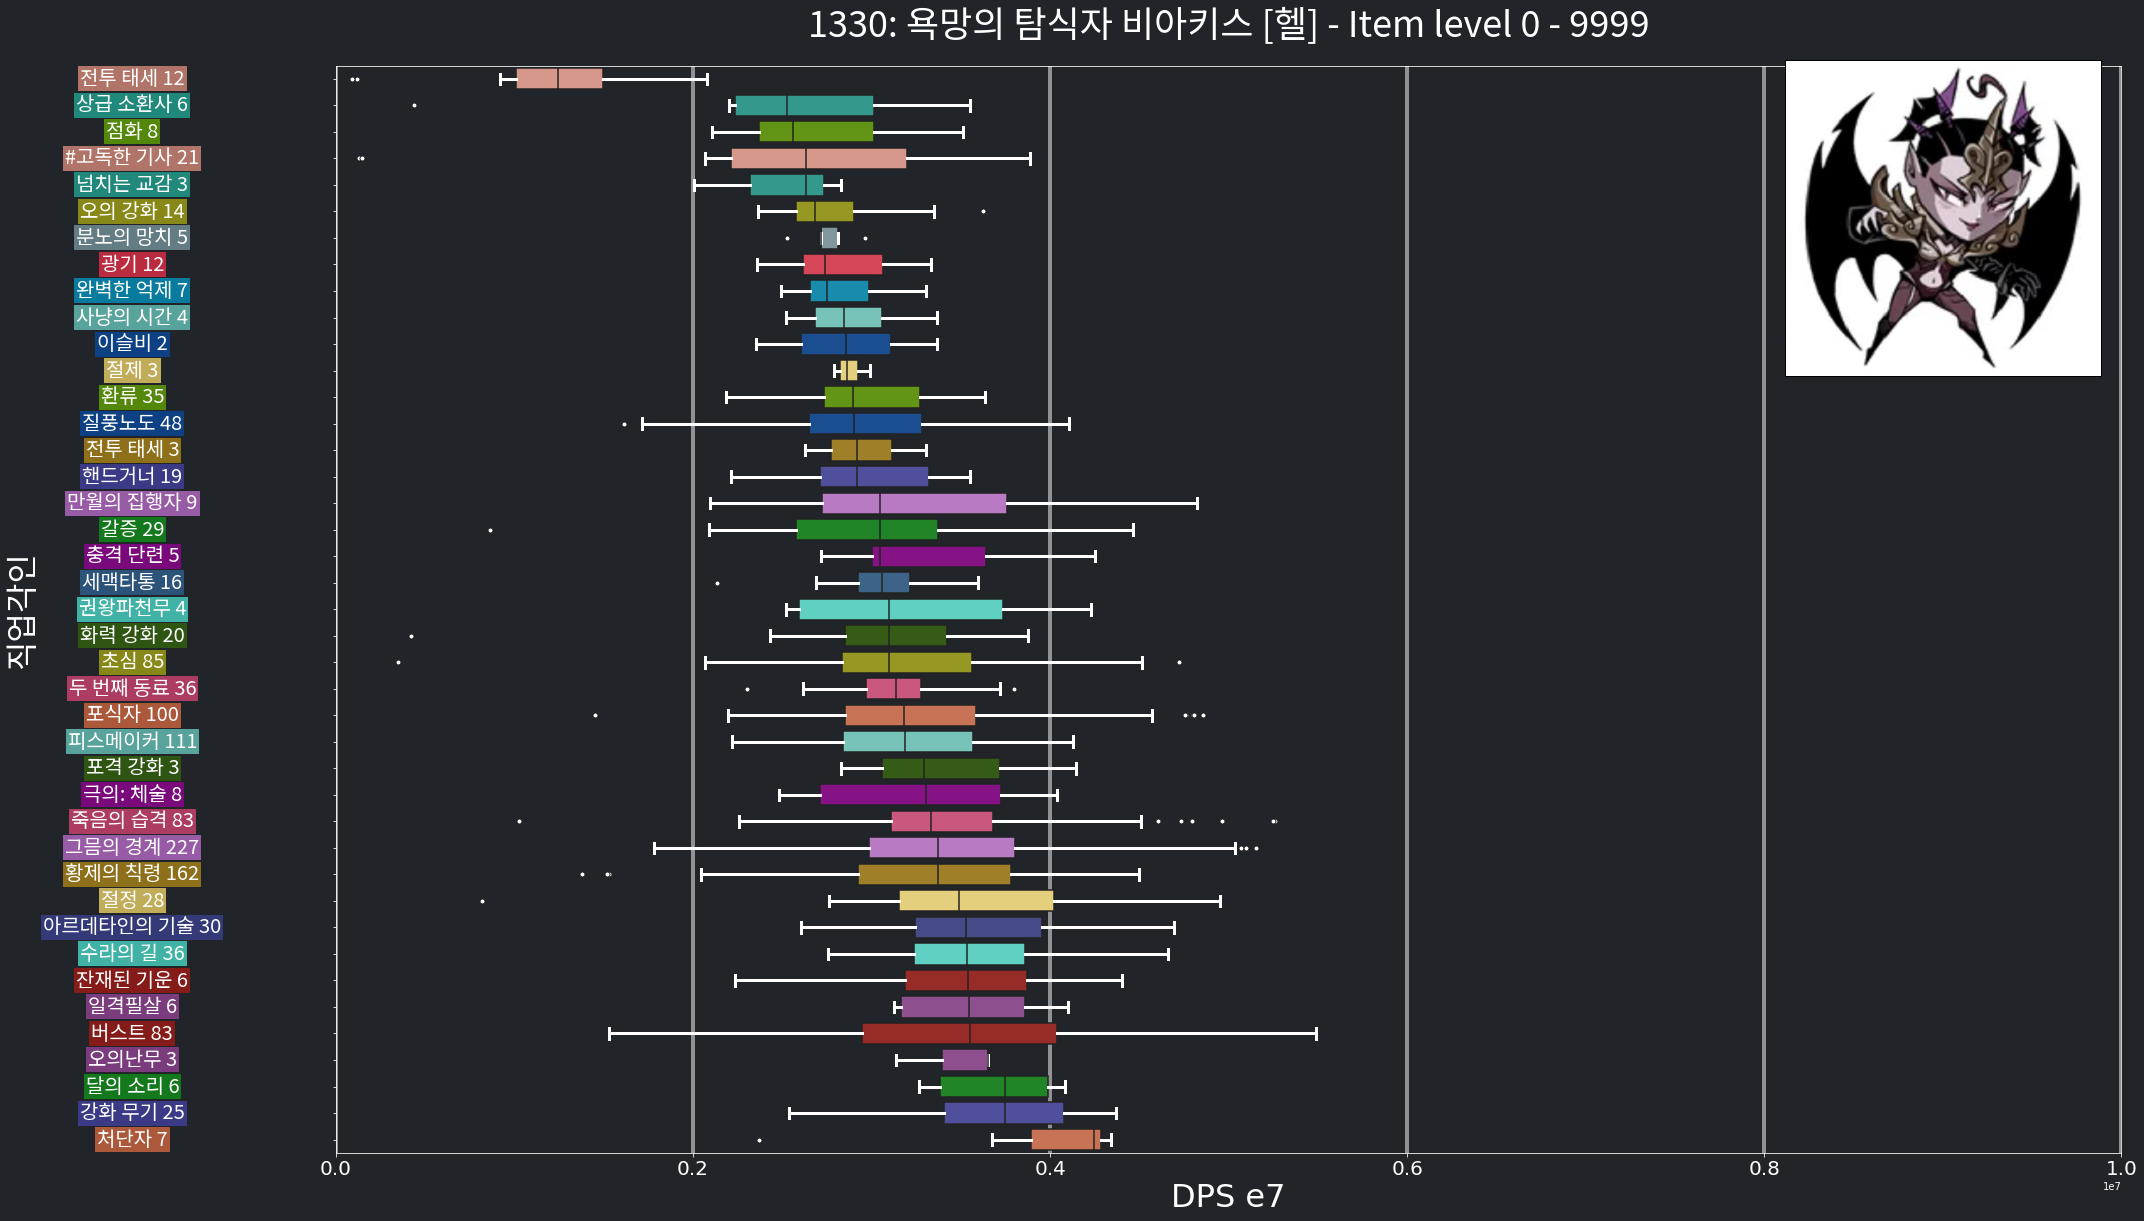 1330: 욕망의 탐식자 비아키스 [헬] - Item level 0 - 9999
전투 태세 12
상급 소환사 6
점화 8
#고독한 기사 21
넘치는 교감 3
오의 강화 14
분노의 망치 5
광기 12
완벽한 억제 7
사냥의 시간 4
이슬비 2
절제 3
환류 35
질풍노도 48
전투 태세 3
핸드거너 19
만월의 집행자 9
갈증 29
충격 단련 5
세맥타통 16
권왕파천무 4
화력 강화 20
초심 85
두 번째 동료 36
포식자 100
피스메이커 111
포격 강화 3
극의: 체술 8
죽음의 습격 83
그믐의 경계 227
황제의 칙령 162
절정 28
아르데타인의 기술 30
수라의 길 36
잔재된 기운 6
일격필살 6
버스트 83
오의난무 3
달의 소리 6
강화 무기 25
처단자 7
직업각인
0.0 0.2 0.4 0.6 0.8 1.0
1e7
DPS e7